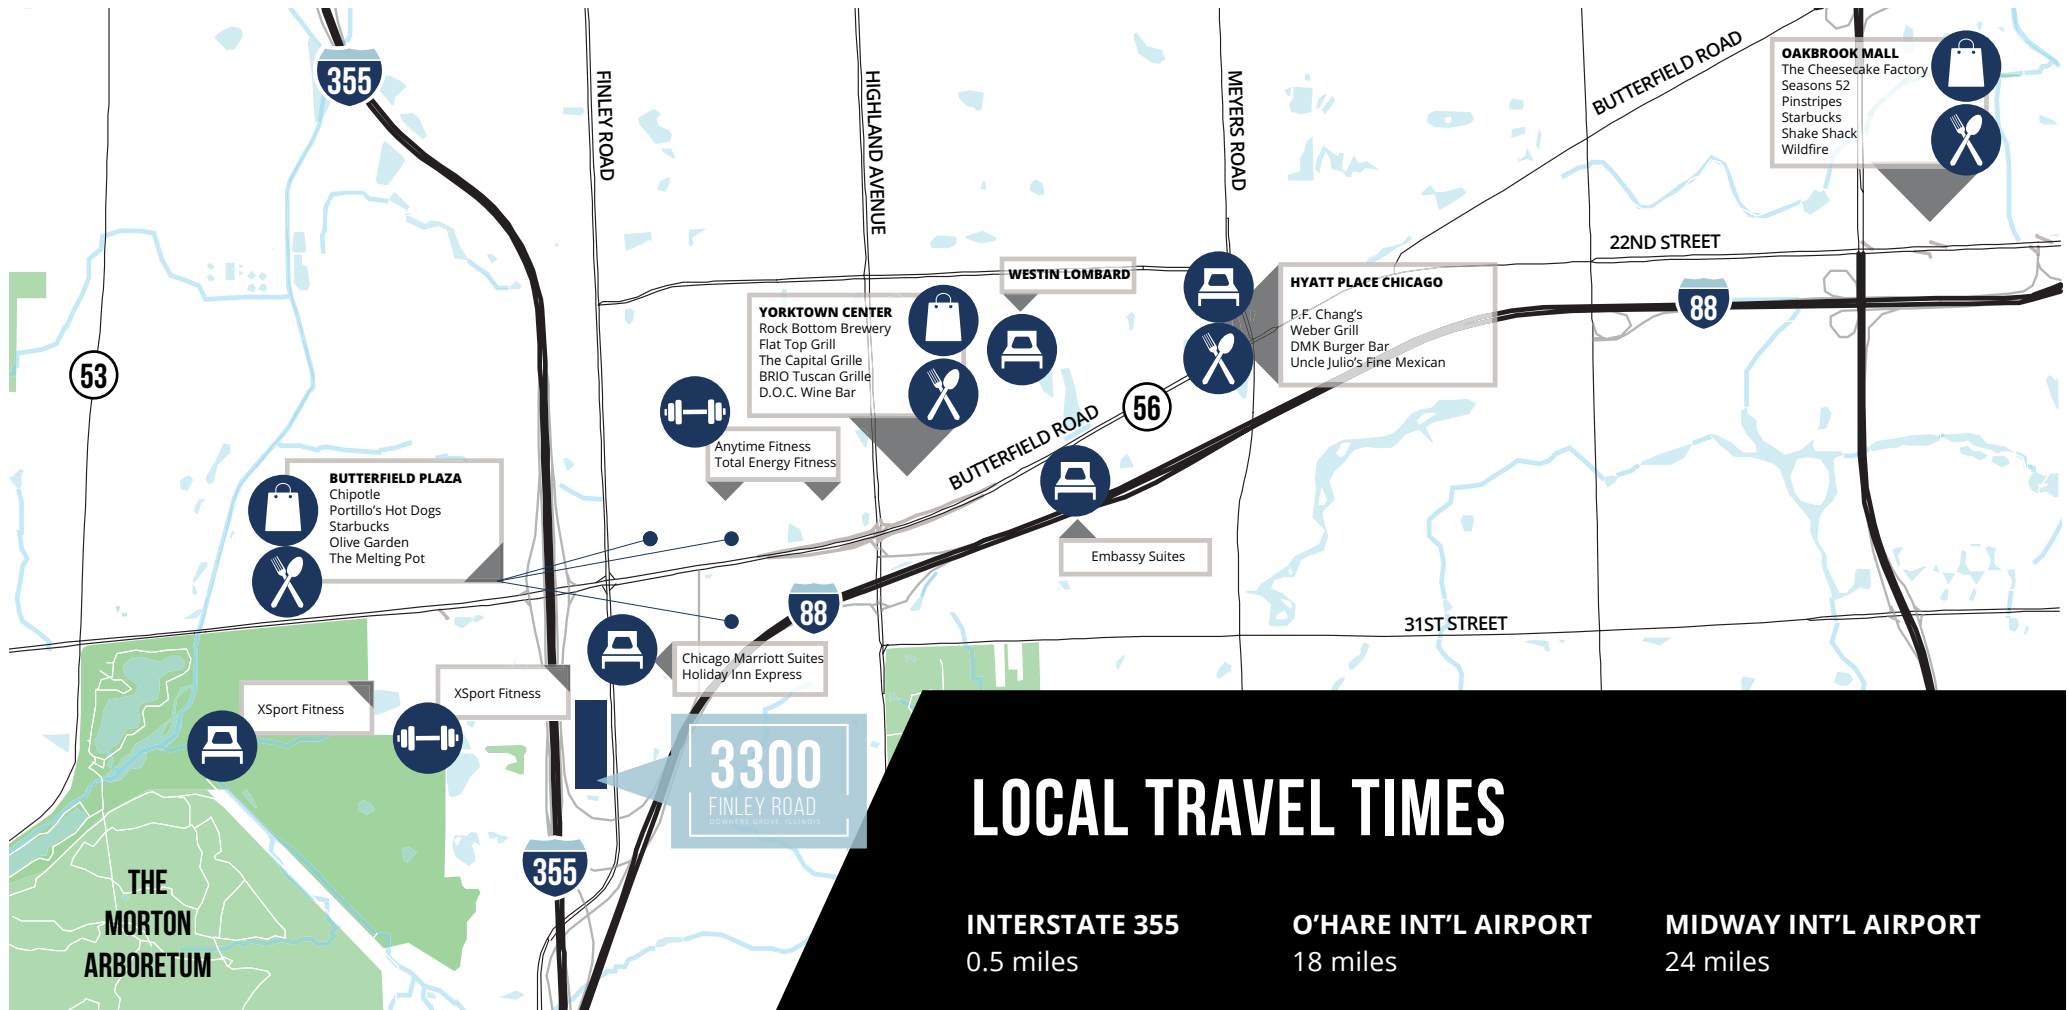 355
FINLEY ROAD
HIGHLAND AVENUE
MEYERS ROAD
BUTTERFIELD ROAD
OAKBROOK MALL
The Cheesecake Factory
Seasons 52
Pinstripes
Starbucks
Shake Shack
Wildfire
22ND STREET
WESTIN LOMBARD
HYATT PLACE CHICAGO
P.F. Chang’s
Weber Grill
DMK Burger Bar
Uncle Julio’s Fine Mexican
88
YORKTOWN CENTER
Rock Bottom Brewery
Flat Top Grill
The Capital Grille
BRIO Tuscan Grille
D.O.C. Wine Bar
53
56
BUTTERFIELD ROAD
Anytime Fitness
Total Energy Fitness
BUTTERFIELD PLAZA
Chipotle
Portillo’s Hot Dogs
Starbucks
Olive Garden
The Melting Pot
Embassy Suites
88
31ST STREET
Chicago Marriott Suites
Holiday Inn Express
XSport Fitness
XSport Fitness
3300
FINLEY ROAD
DOWNERS GROVE, ILLINOIS
355
THE
MORTON
ARBORETUM
LOCAL TRAVEL TIMES
INTERSTATE 355
0.5 miles
O’HARE INT’L AIRPORT
18 miles
MIDWAY INT’L AIRPORT
24 miles